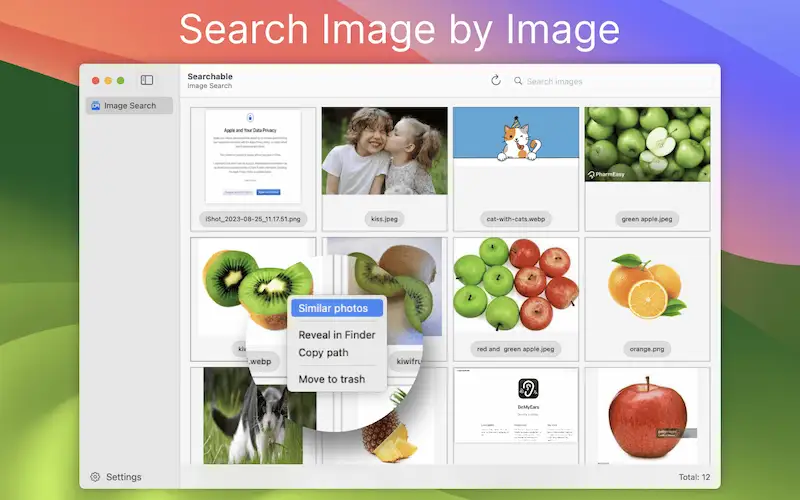 Search Image by Image
Searchable
Image Search
Search images
Image Search
Apple and Your Data Privacy
iShot_2023-08-25_11.17.51.png
kiss.jpeg
cat-with-cats.webp
PharmEasy
green apple.jpeg
Similar photos
Reveal in Finder
Copy path
Move to trash
.webp
red and green apple.jpeg
orange.png
Settings
Total: 12